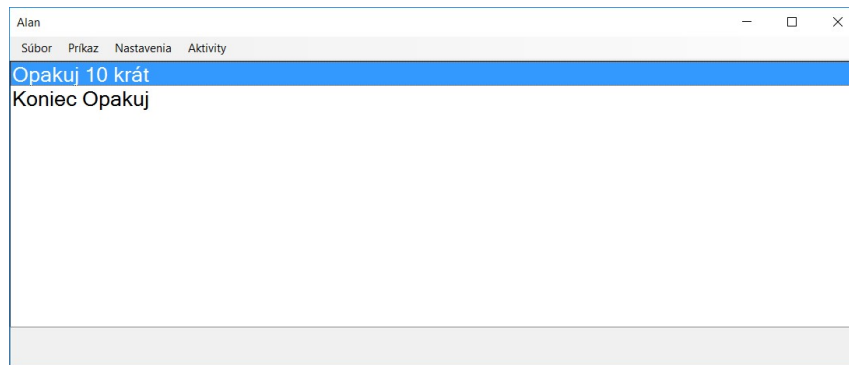 Alan
Súbor Príkaz Nastavenia Aktivity
Opakuj 10 krát
Koniec Opakuj